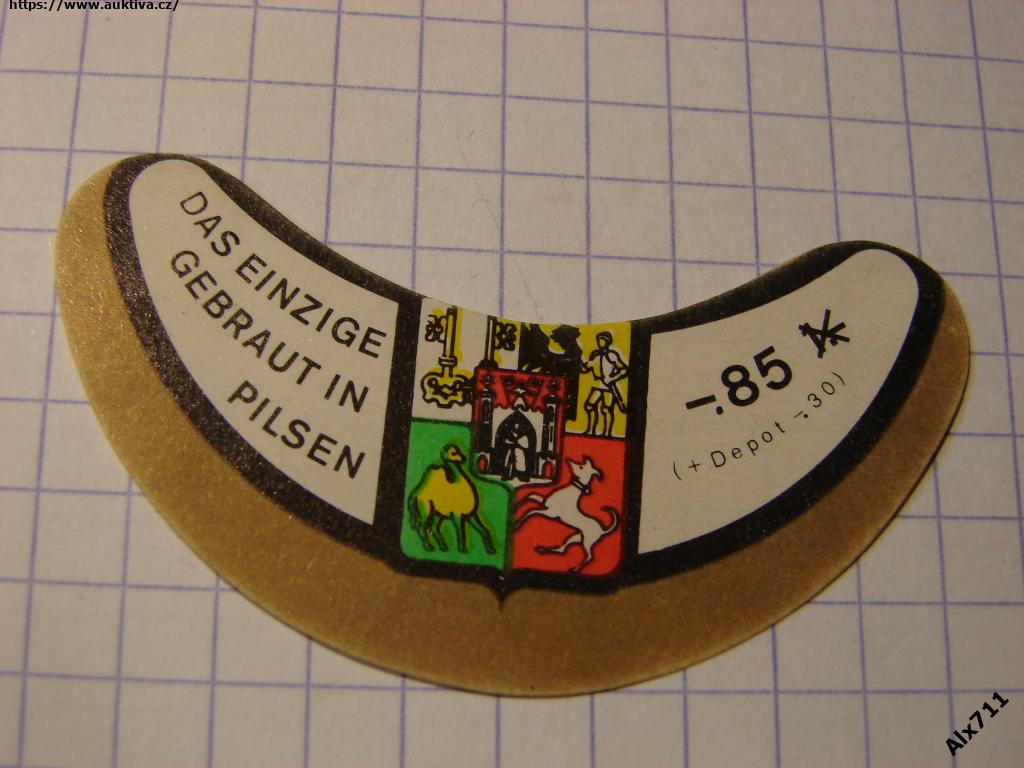 https://www.auktiva.cz/
DAS EINZIGE
GEBRAUT IN
PILSEN
-.85
(+ Depot -.30)
Alx711